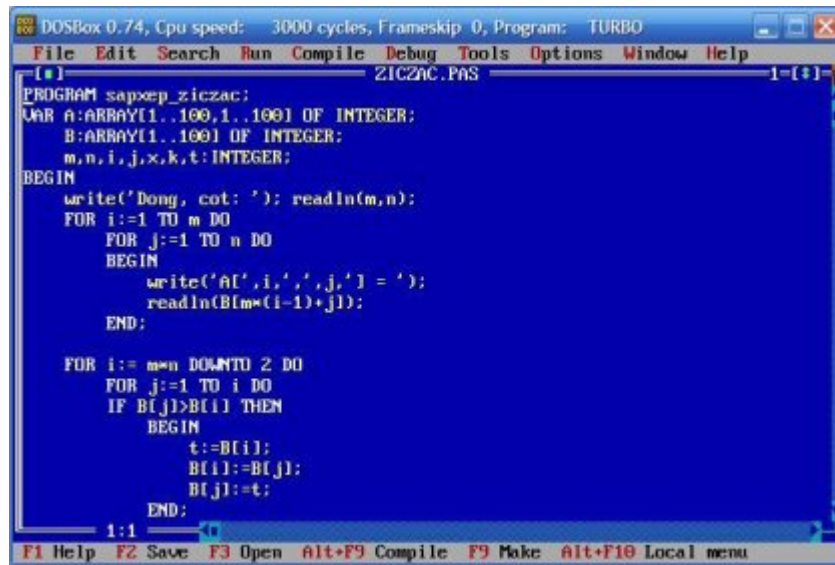 DOSBox 0.74, Cpu speed: 3000 cycles, Frameskip 0, Program: TURBO
File Edit Search Run Compile Debug Tools Options Window Help
[■] ZICZAC.PAS 1=[↕]
PROGRAM sapxep_ziczac;
VAR A:ARRAY[1..100,1..100] OF INTEGER;
B:ARRAY[1..100] OF INTEGER;
m,n,i,j,x,k,t:INTEGER;
BEGIN
write('Dong, cot: '); readln(m,n);
FOR i:=1 TO m DO
FOR j:=1 TO n DO
BEGIN
write('A[',i,',',j,'] = ');
readln(B[m*(i-1)+j]);
END;
FOR i:= m*n DOWNTO 2 DO
FOR j:=1 TO i DO
IF B[j]>B[i] THEN
BEGIN
t:=B[i];
B[i]:=B[j];
B[j]:=t;
END;
1:1
F1 Help F2 Save F3 Open Alt+F9 Compile F9 Make Alt+F10 Local menu